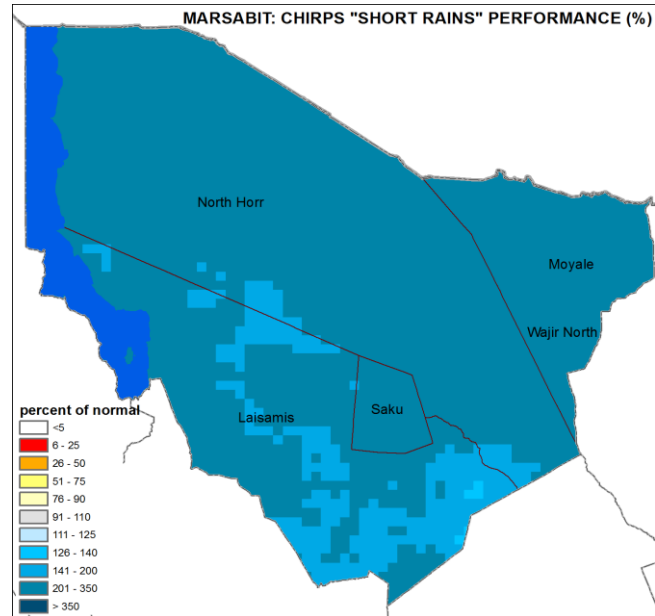 MARSABIT: CHIRPS "SHORT RAINS" PERFORMANCE (%)
North Horr
Moyale
Wajir North
Laisamis
Saku
percent of normal
<5
6 - 25
26 - 50
51 - 75
76 - 90
91 - 110
111 - 125
126 - 140
141 - 200
201 - 350
> 350